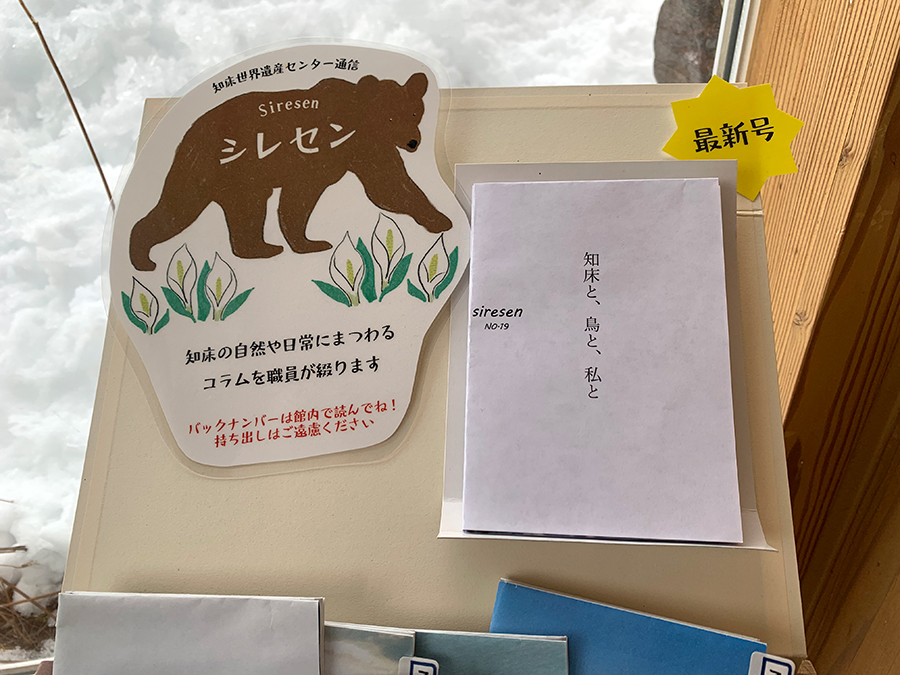 知床世界遺産センター通信
Siresen
シレセン
知床の自然や日常にまつわる
コラムを職員が綴ります
バックナンバーは館内で読んでね！
持ち出しはご遠慮ください
最新号
siresen
NO-19
知床と、鳥と、私と